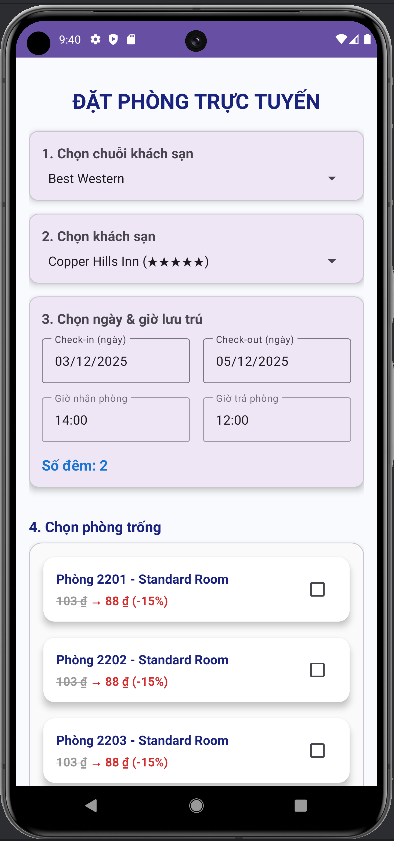 9:40
ĐẶT PHÒNG TRỰC TUYẾN
1. Chọn chuỗi khách sạn
Best Western
2. Chọn khách sạn
Copper Hills Inn (★★★★★)
3. Chọn ngày & giờ lưu trú
Check-in (ngày) Check-out (ngày)
03/12/2025 05/12/2025
Giờ nhận phòng Giờ trả phòng
14:00 12:00
Số đêm: 2
4. Chọn phòng trống
Phòng 2201 - Standard Room
103 ₫ → 88 ₫ (-15%)
Phòng 2202 - Standard Room
103 ₫ → 88 ₫ (-15%)
Phòng 2203 - Standard Room
103 ₫ → 88 ₫ (-15%)